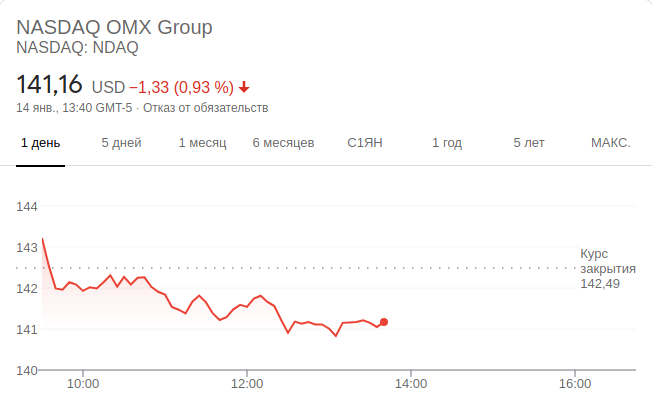 NASDAQ OMX Group
NASDAQ: NDAQ
141,16 USD −1,33 (0,93 %)
14 янв., 13:40 GMT-5 · Отказ от обязательств
1 день 5 дней 1 месяц 6 месяцев С1ЯН 1 год 5 лет МАКС.
144
143
Курс
закрытия
142,49
142
141
140
10:00 12:00 14:00 16:00